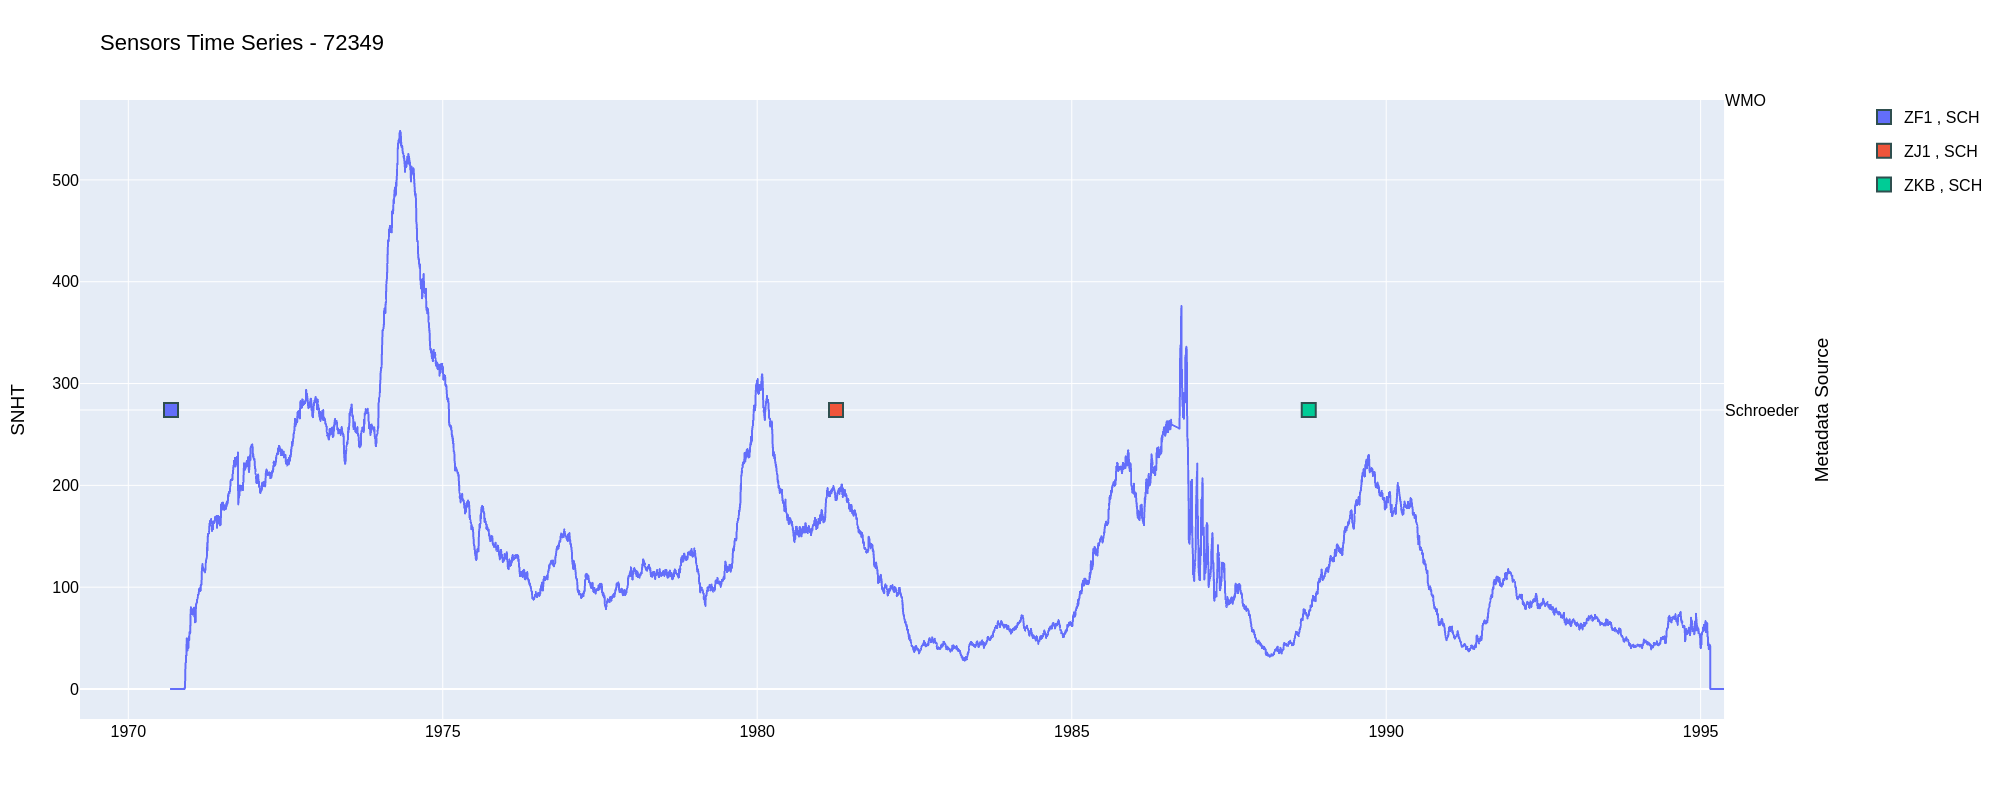 Sensors Time Series - 72349
WMO
ZF1 , SCH
ZJ1 , SCH
ZKB , SCH
500
400
300
200
100
0
SNHT
Schroeder
Metadata Source
1970
1975
1980
1985
1990
1995